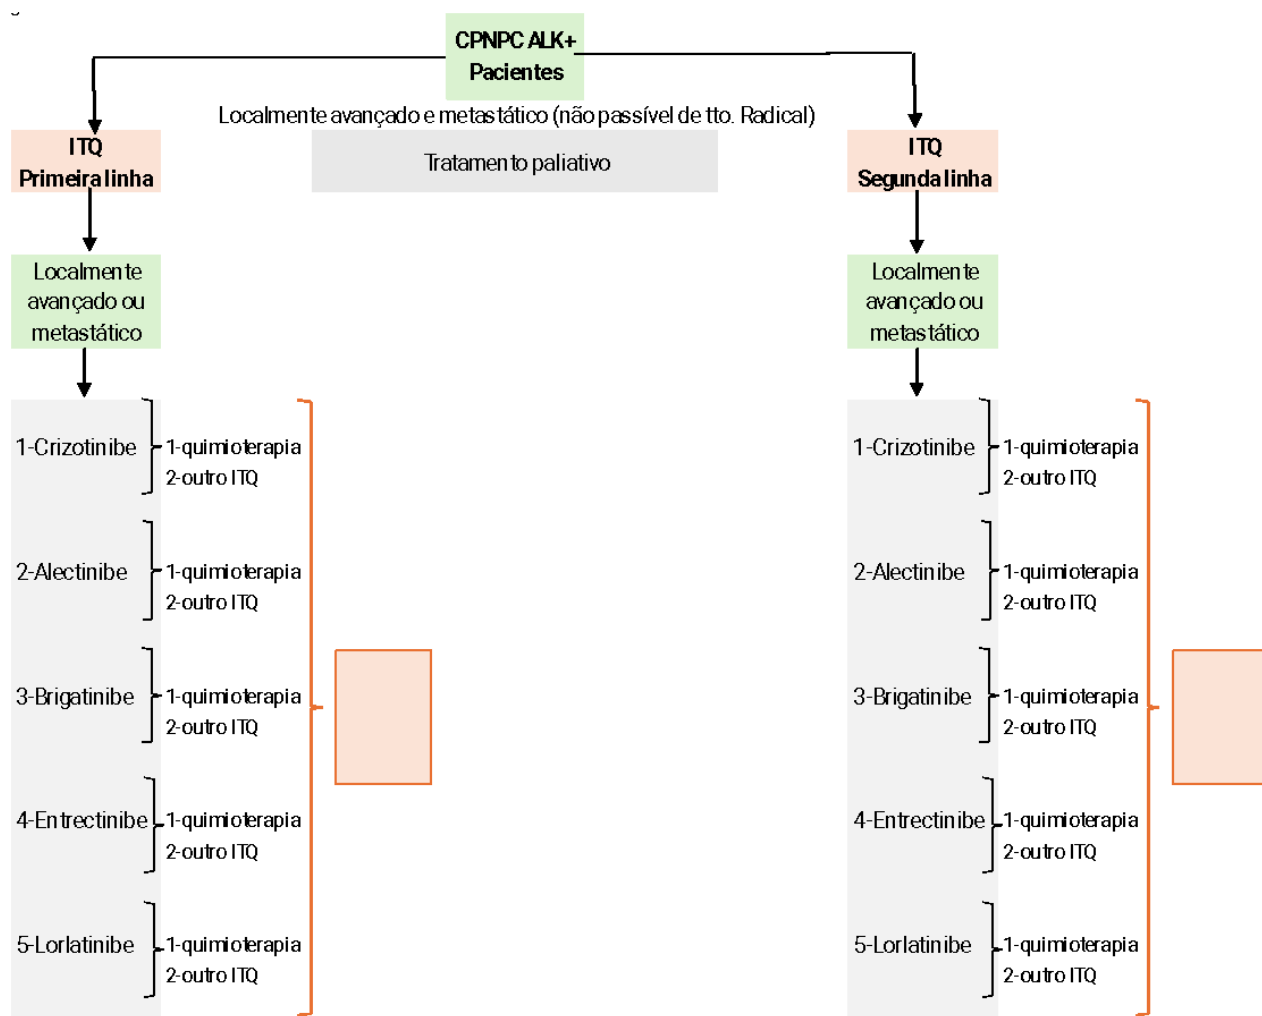 CPNPC ALK+
Pacientes
Localmente avançado e metastático (não passível de tto. Radical)
Tratamento paliativo
ITQ
Primeira linha
Localmente
avançado ou
metastático
1-Crizotinibe
1-quimioterapia
2-outro ITQ
2-Alectinibe
1-quimioterapia
2-outro ITQ
3-Brigatinibe
1-quimioterapia
2-outro ITQ
4-Entrectinibe
1-quimioterapia
2-outro ITQ
5-Lorlatinibe
1-quimioterapia
2-outro ITQ
ITQ
Segunda linha
Localmente
avançado ou
metastático
1-Crizotinibe
1-quimioterapia
2-outro ITQ
2-Alectinibe
1-quimioterapia
2-outro ITQ
3-Brigatinibe
1-quimioterapia
2-outro ITQ
4-Entrectinibe
1-quimioterapia
2-outro ITQ
5-Lorlatinibe
1-quimioterapia
2-outro ITQ